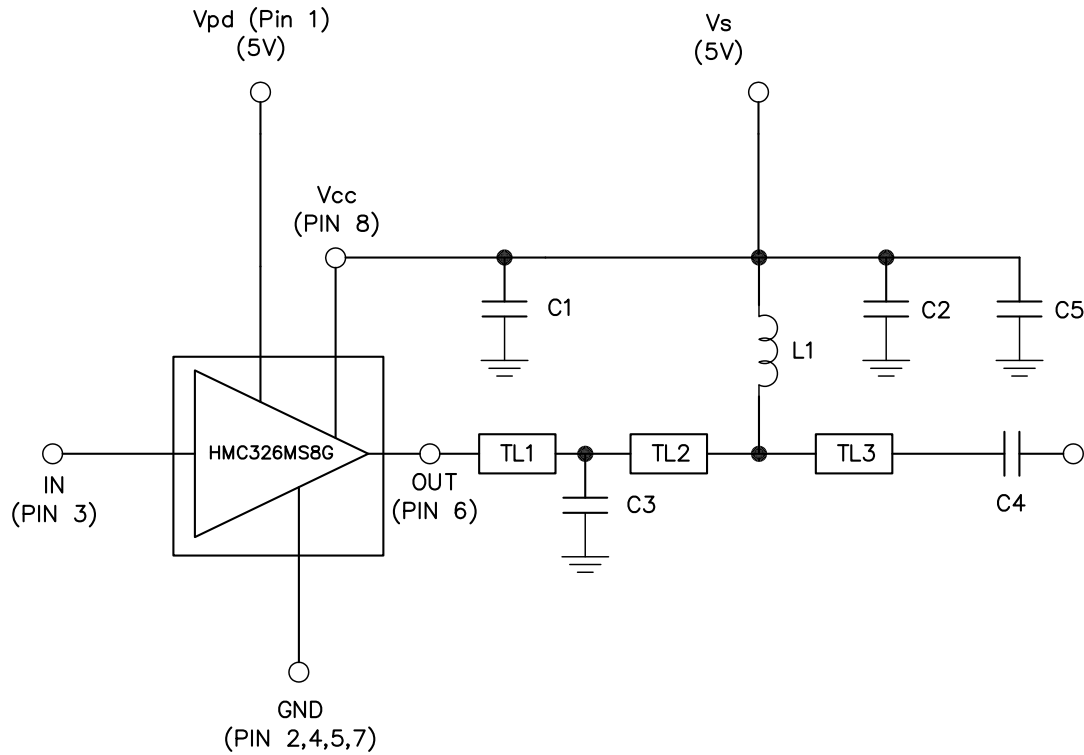 Vpd (Pin 1)
(5V)
Vs
(5V)
Vcc
(PIN 8)
C1
C2
C5
L1
HMC326MS8G
TL1
TL2
TL3
IN
(PIN 3)
OUT
(PIN 6)
C3
C4
GND
(PIN 2,4,5,7)